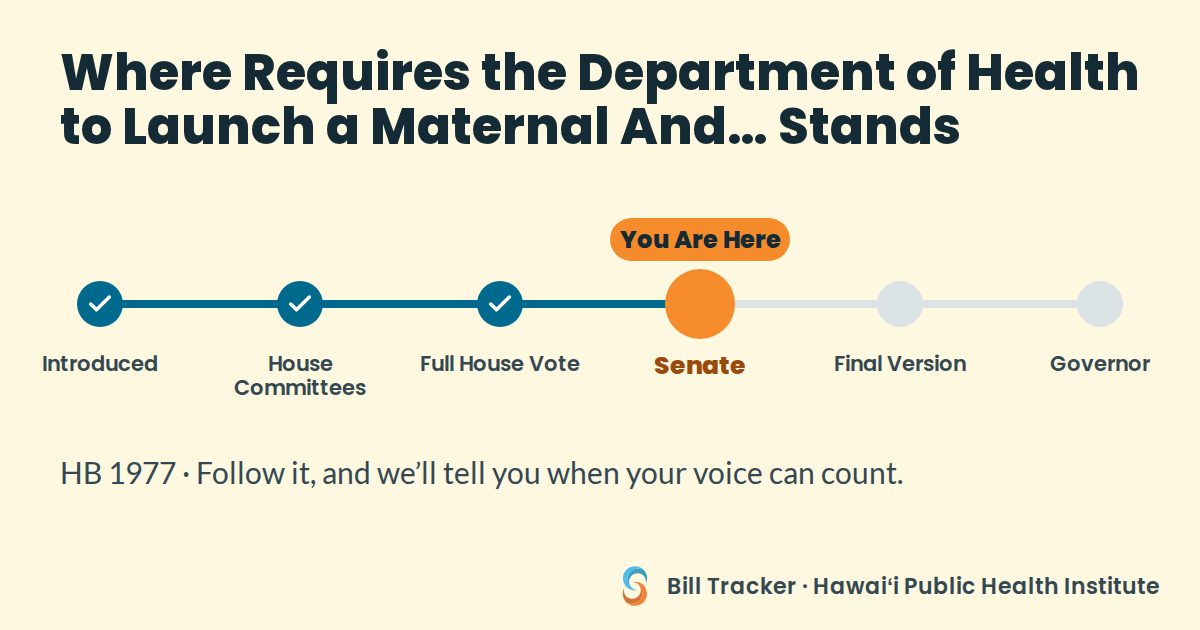 Where Requires the Department of Health
to Launch a Maternal And... Stands
You Are Here
Introduced
House
Committees
Full House Vote
Senate
Final Version
Governor
HB 1977 · Follow it, and we’ll tell you when your voice can count.
Bill Tracker · Hawaiʻi Public Health Institute